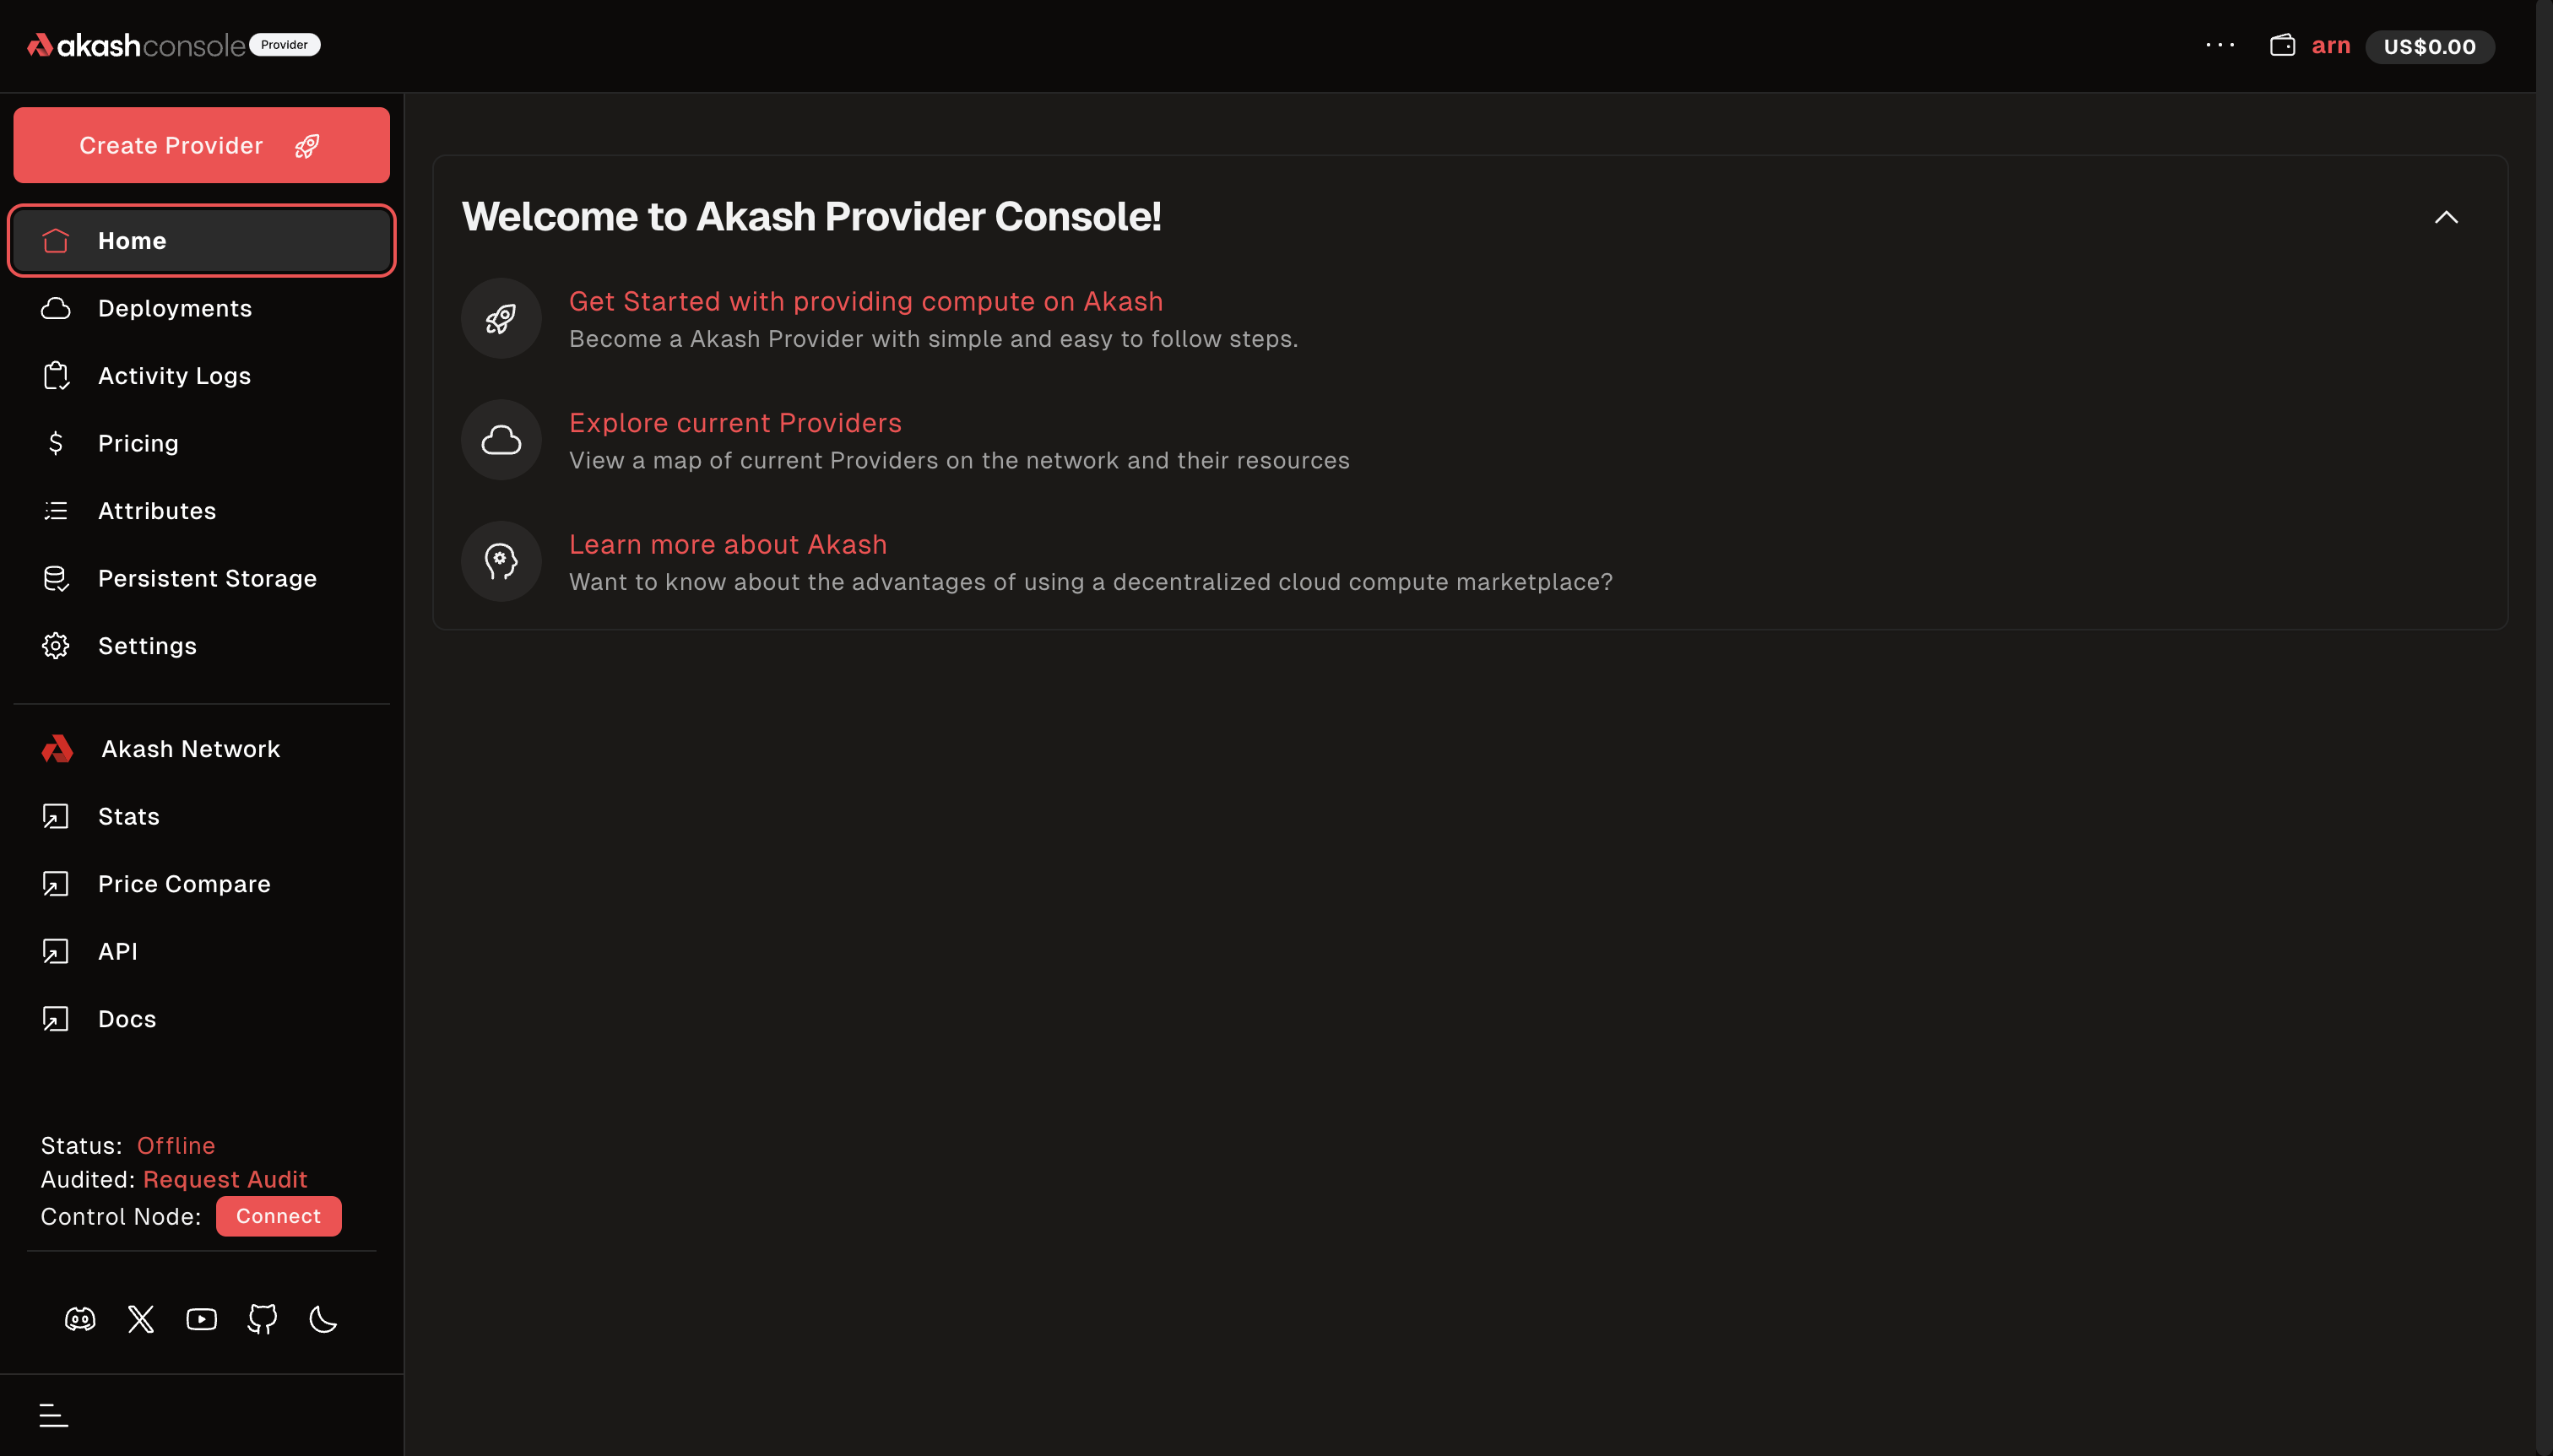 akashconsole Provider
arn US$0.00
Create Provider
Home
Deployments
Activity Logs
Pricing
Attributes
Persistent Storage
Settings
Akash Network
Stats
Price Compare
API
Docs
Status: Offline
Audited: Request Audit
Control Node: Connect
Welcome to Akash Provider Console!
Get Started with providing compute on Akash
Become a Akash Provider with simple and easy to follow steps.
Explore current Providers
View a map of current Providers on the network and their resources
Learn more about Akash
Want to know about the advantages of using a decentralized cloud compute marketplace?